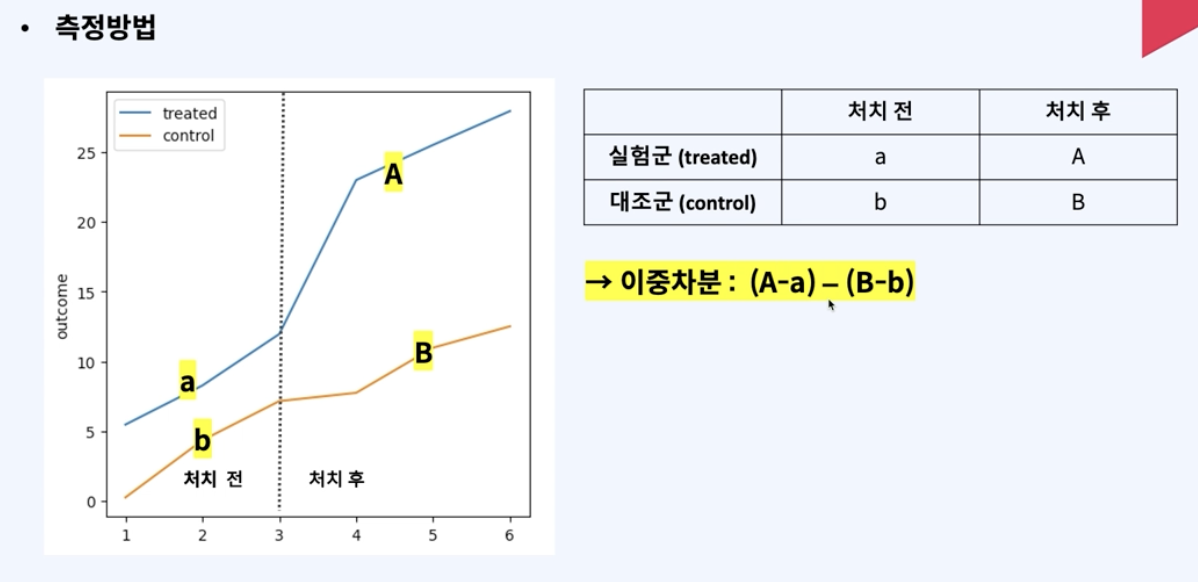 • 측정방법
treated
control
A
a
B
b
처치 전
처치 후
outcome
25
20
15
10
5
0
1 2 3 4 5 6
처치 전 처치 후
실험군 (treated) a A
대조군 (control) b B
→ 이중차분 : (A-a) – (B-b)